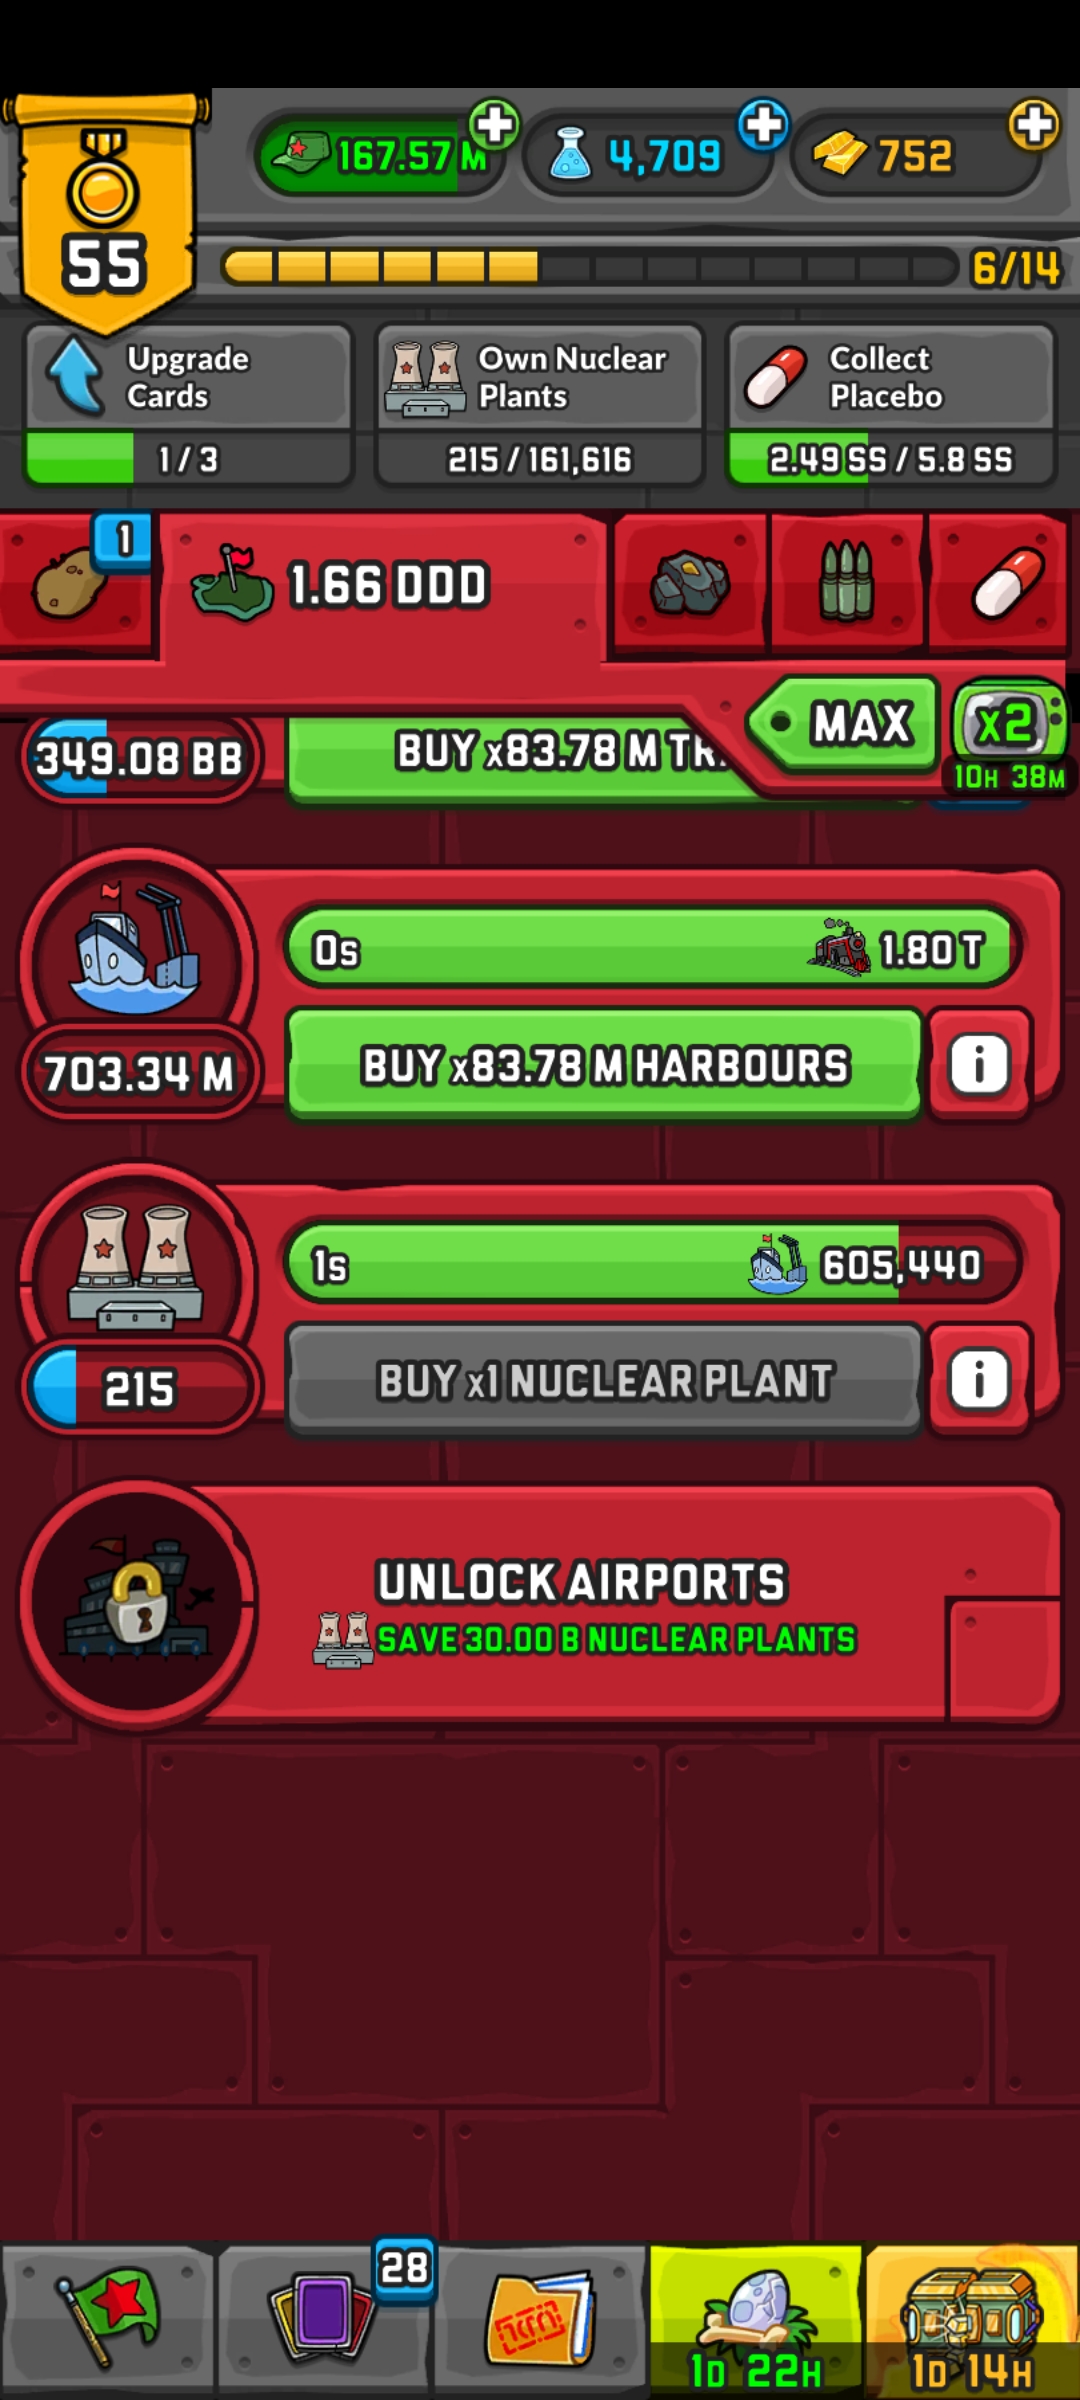 167.57 M
4,709
752
55
6/14
Upgrade
Cards
1 / 3
Own Nuclear
Plants
215 / 161,616
Collect
Placebo
2.49 SS / 5.8 SS
1
1.66 DDD
MAX
x2
10H 38M
349.08 BB
BUY x83.78 M
0s
1.80 T
703.34 M
BUY x83.78 M HARBOURS
i
1s
605,440
215
BUY x1 NUCLEAR PLANT
i
UNLOCK AIRPORTS
SAVE 30.00 B NUCLEAR PLANTS
28
1D 22H
1D 14H